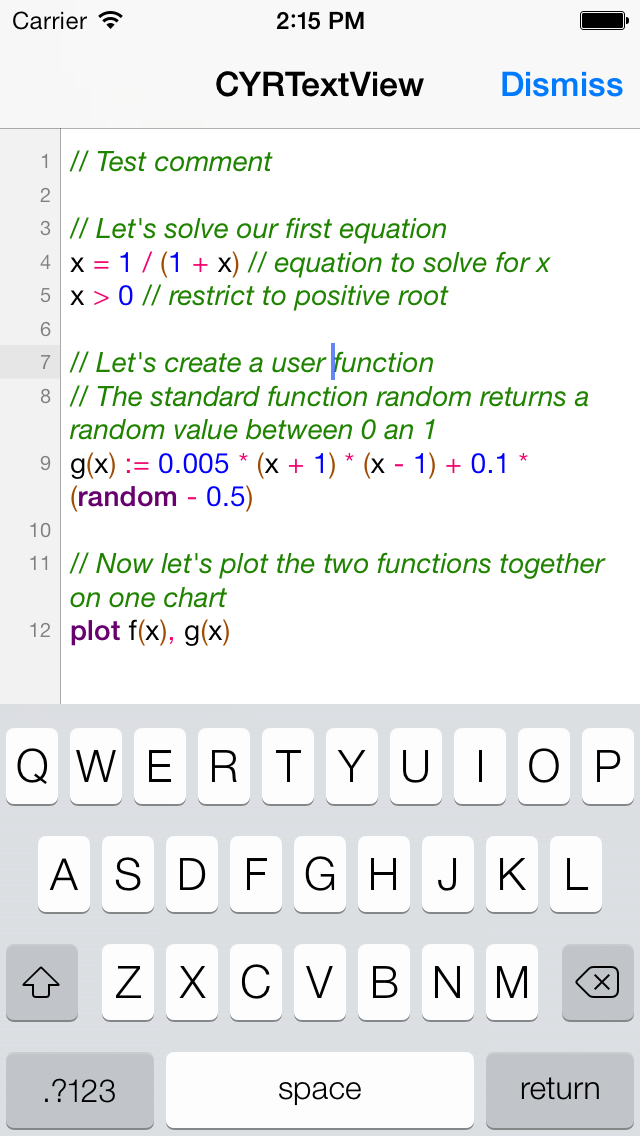 Carrier 2:15 PM
CYRTextView Dismiss
1 // Test comment
2
3 // Let's solve our first equation
4 x = 1 / (1 + x) // equation to solve for x
5 x > 0 // restrict to positive root
6
7 // Let's create a user function
8 // The standard function random returns a
random value between 0 an 1
9 g(x) := 0.005 * (x + 1) * (x - 1) + 0.1 *
(random - 0.5)
10
11 // Now let's plot the two functions together
on one chart
12 plot f(x), g(x)
Q W E R T Y U I O P
A S D F G H J K L
Z X C V B N M
.?123 space return